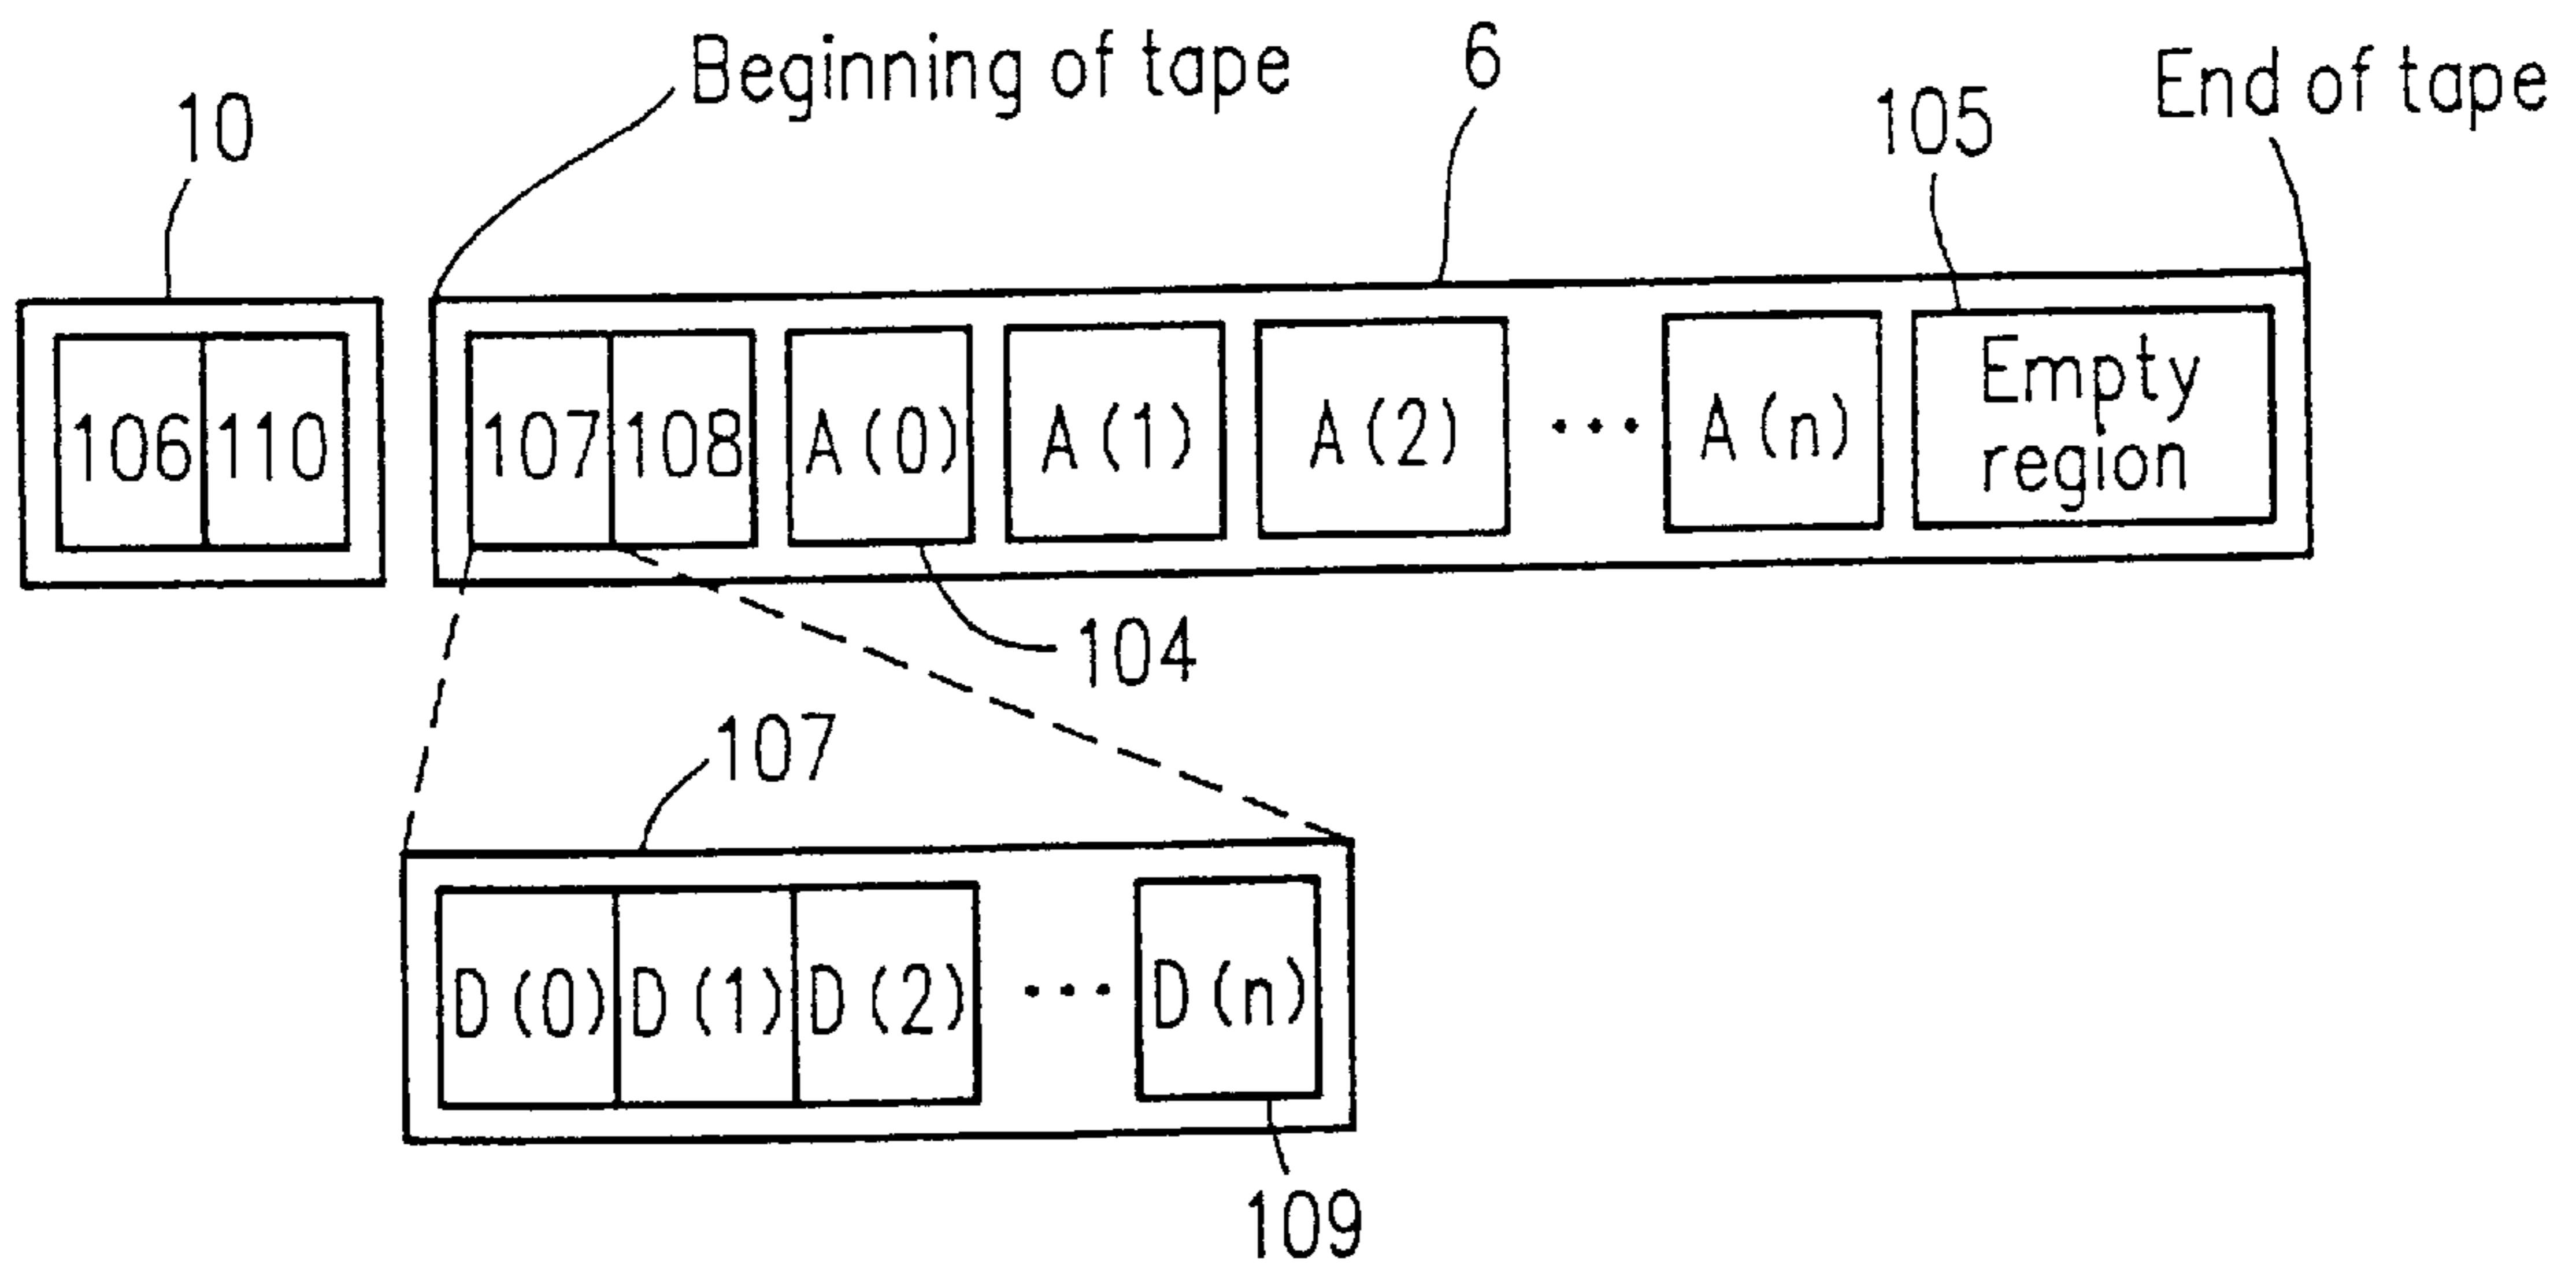 Beginning of tape
6
End of tape
10
105
106 110
107 108 A(0) A(1) A(2) ... A(n) Empty
region
104
107
D(0) D(1) D(2) ... D(n)
109